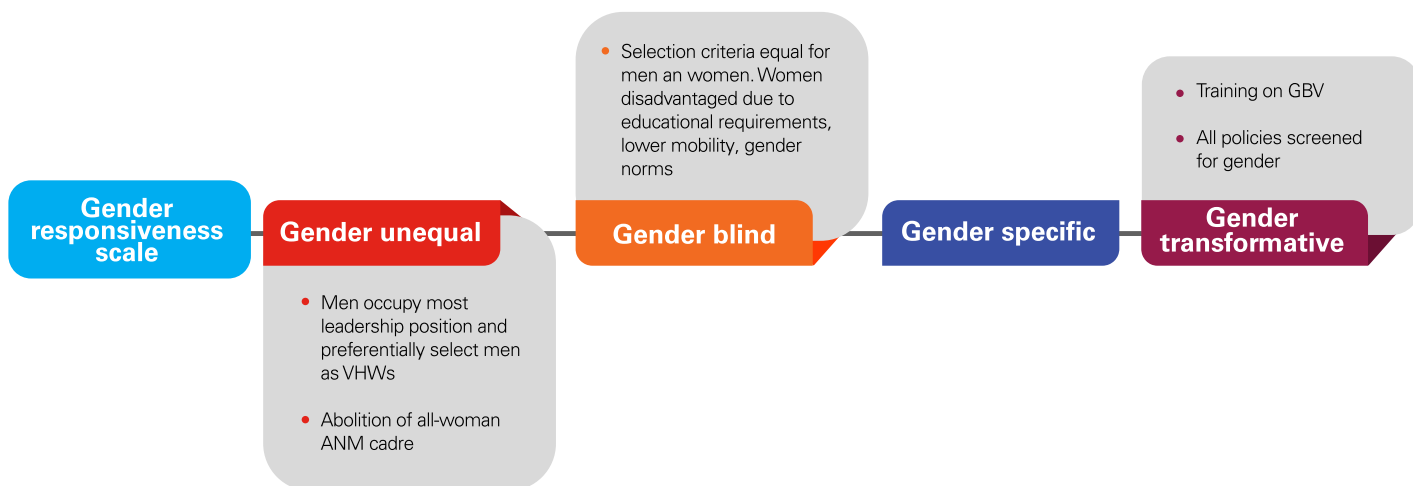 Gender
responsiveness
scale
Gender unequal
• Men occupy most
leadership position and
preferentially select men
as VHWs
• Abolition of all-woman
ANM cadre
• Selection criteria equal for
men an women. Women
disadvantaged due to
educational requirements,
lower mobility, gender
norms
Gender blind
Gender specific
• Training on GBV
• All policies screened
for gender
Gender
transformative